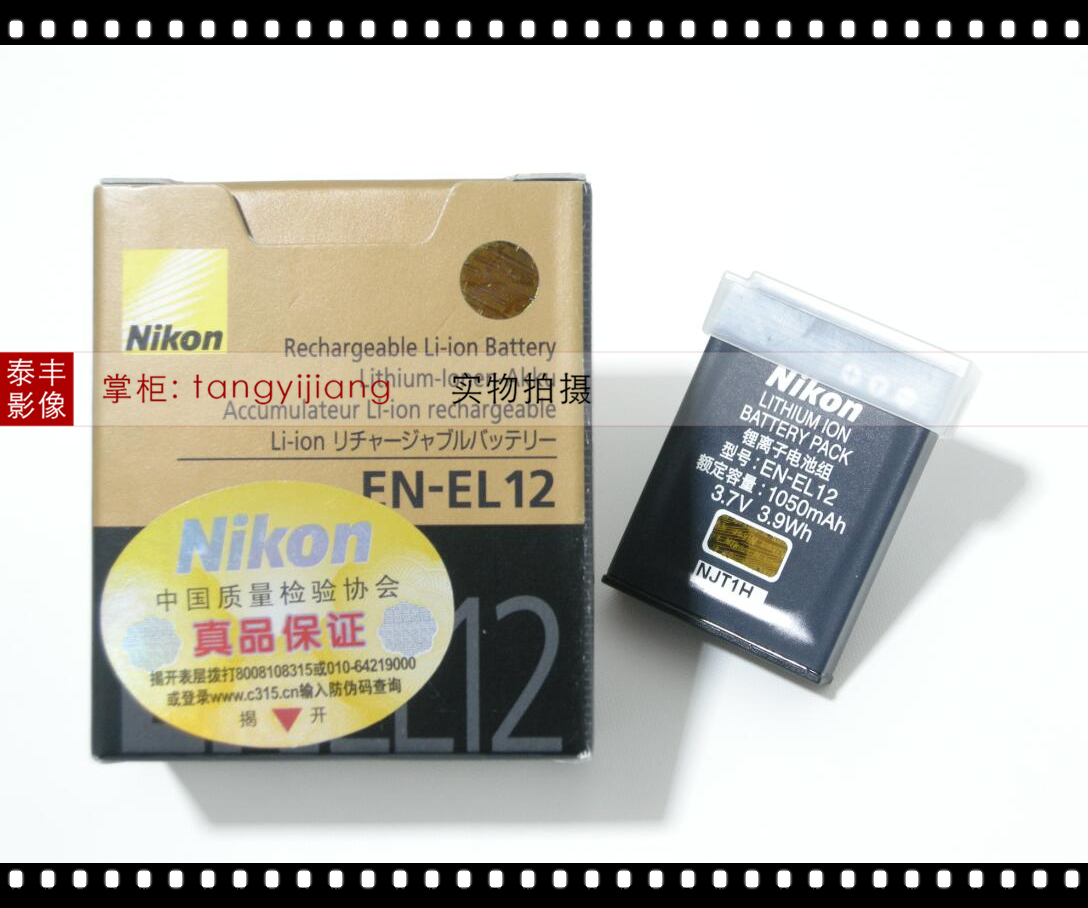 Nikon
Rechargeable Li-ion Battery
Lithium-Ionen-Akku
Accumulateur Li-ion rechargeable
Li-ion リチャージャブルバッテリー
EN-EL12
泰丰
影像
掌柜: tangyijiang 实物拍摄
Nikon
中国质量检验协会
真品保证
揭开表层拨打8008108315或010-64219000
或登录www.c315.cn输入防伪码查询
揭 开
EL12
Nikon
LITHIUM ION
BATTERY PACK
锂离子电池组
型号:EN-EL12
额定容量:1050mAh
3.7V 3.9Wh
NJT1H